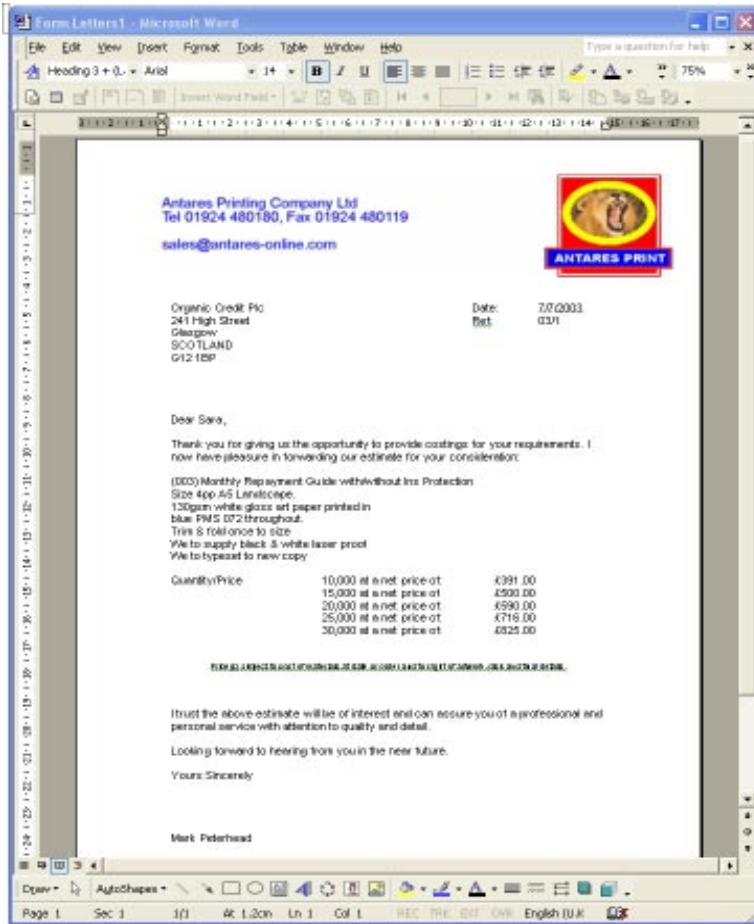 Form Letters1 - Microsoft Word
File Edit View Insert Format Tools Table Window Help Type a question for help
Heading 3 + (L Arial 14 B I U 75%
Insert Word Field
Antares Printing Company Ltd
Tel 01924 480180, Fax 01924 480119
sales@antares-online.com
ANTARES PRINT
Organic Credit Plc Date: 7/7/2003
241 High Street Ref: 03/1
Glasgow
SCOTLAND
G12 1BP
Dear Sara,
Thank you for giving us the opportunity to provide costings for your requirements. I
now have pleasure in forwarding our estimate for your consideration:
(003) Monthly Repayment Guide with/without Ins Protection
Size 4pp A5 Landscape.
130gsm white gloss art paper printed in
blue PMS 072 throughout.
Trim & fold once to size
We to supply black & white laser proof
We to typeset to new copy
Quantity/Price 10,000 at a net price of: £391.00
15,000 at a net price of: £500.00
20,000 at a net price of: £590.00
25,000 at a net price of: £716.00
30,000 at a net price of: £825.00
I trust the above estimate will be of interest and can assure you of a professional and
personal service with attention to quality and detail.
Looking forward to hearing from you in the near future.
Yours Sincerely
Mark Peterhead
Draw AutoShapes
Page 1 Sec 1 1/1 At 1.2cm Ln 1 Col 1 REC TRK EXT OVR English (U.K